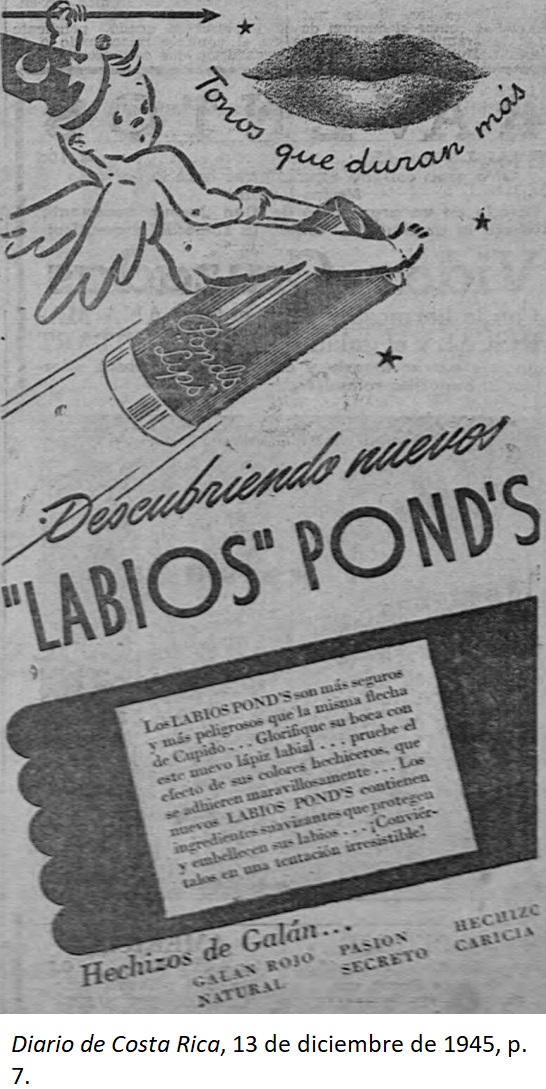 Tonos que duran más
Pond's
"Lips"
Descubriendo nuevos
"LABIOS" POND'S
Los LABIOS POND'S son más seguros
y más peligrosos que la misma flecha
de Cupido . . . Glorifique su boca con
este nuevo lápiz labial . . . pruebe el
efecto de sus colores hechiceros, que
se adhieren maravillosamente . . . Los
nuevos LABIOS POND'S contienen
ingredientes suavizantes que protegen
y embellecen sus labios . . . ¡Conviér-
talos en una tentación irresistible!
Hechizos de Galán...
GALAN ROJO PASION HECHIZO
NATURAL SECRETO CARICIA
Diario de Costa Rica, 13 de diciembre de 1945, p.
7.